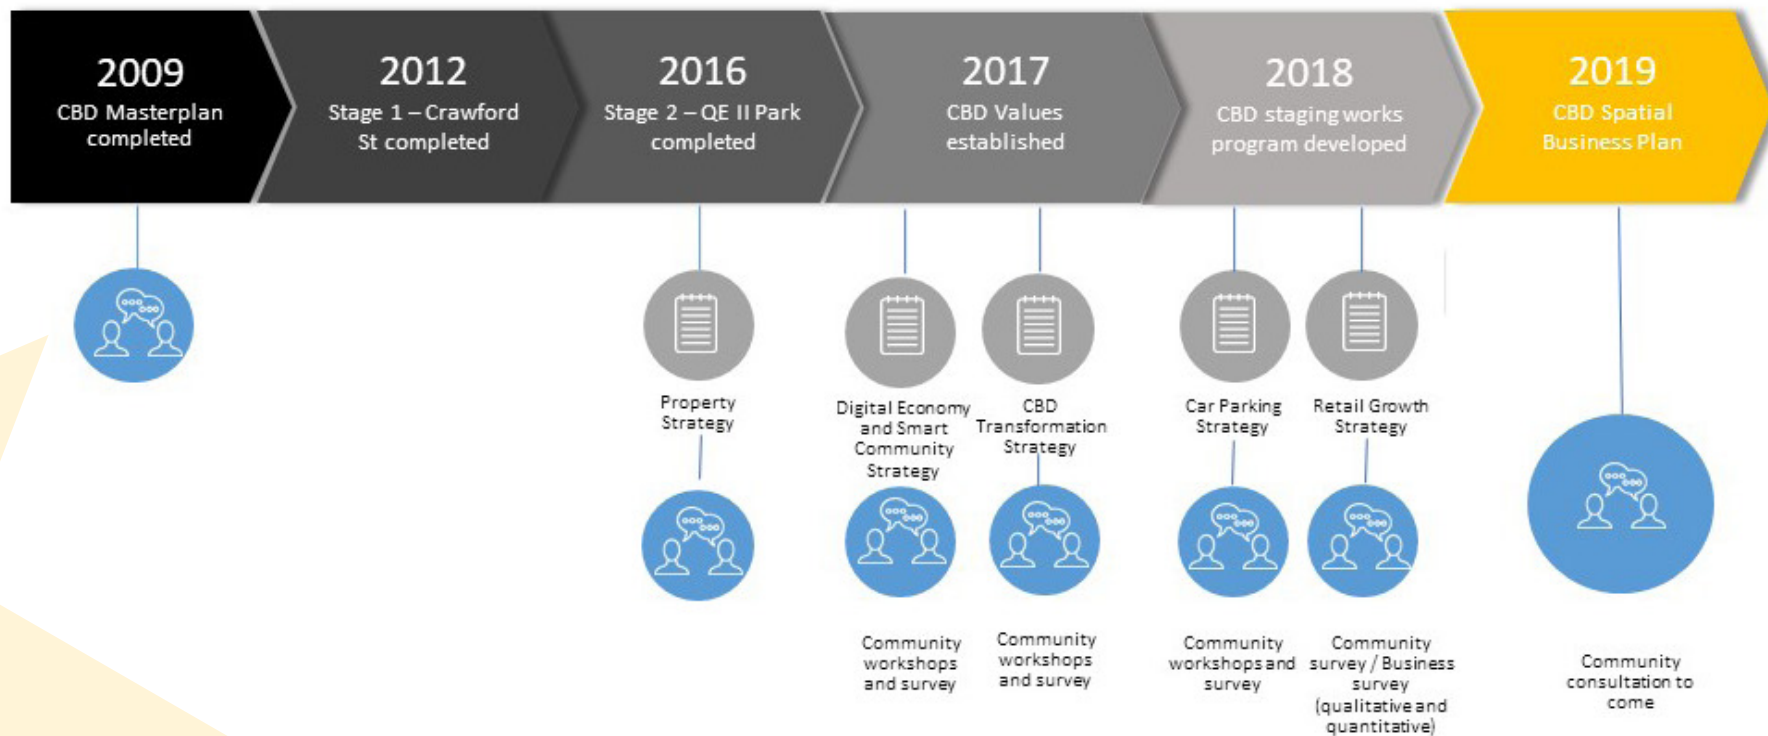 2009
CBD Masterplan
completed
2012
Stage 1 – Crawford
St completed
2016
Stage 2 – QE II Park
completed
2017
CBD Values
established
2018
CBD staging works
program developed
2019
CBD Spatial
Business Plan
Property
Strategy
Digital Economy
and Smart
Community
Strategy
CBD
Transformation
Strategy
Car Parking
Strategy
Retail Growth
Strategy
Community
workshops
and survey
Community
workshops
and survey
Community
workshops and
survey
Community
survey / Business
survey
(qualitative and
quantitative)
Community
consultation to
come